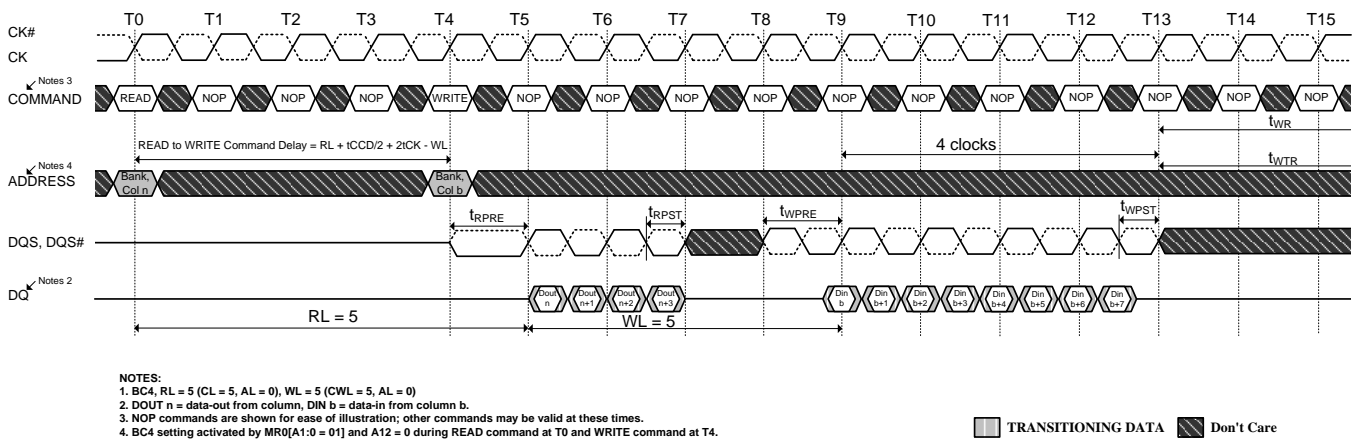 T0 T1 T2 T3 T4 T5 T6 T7 T8 T9 T10 T11 T12 T13 T14 T15
CK#
CK
Notes 3
COMMAND READ NOP NOP NOP WRITE NOP NOP NOP NOP NOP NOP NOP NOP NOP NOP NOP
tWR
READ to WRITE Command Delay = RL + tCCD/2 + 2tCK - WL
4 clocks
Notes 4
tWTR
ADDRESS Bank, Col n Bank, Col b
tRPRE tRPST tWPRE tWPST
DQS, DQS#
Notes 2
DQ Dout n Dout n+1 Dout n+2 Dout n+3 Din b Din b+1 Din b+2 Din b+3 Din b+4 Din b+5 Din b+6 Din b+7
RL = 5 WL = 5
NOTES:
1. BC4, RL = 5 (CL = 5, AL = 0), WL = 5 (CWL = 5, AL = 0)
2. DOUT n = data-out from column, DIN b = data-in from column b.
3. NOP commands are shown for ease of illustration; other commands may be valid at these times.
4. BC4 setting activated by MR0[A1:0 = 01] and A12 = 0 during READ command at T0 and WRITE command at T4.
TRANSITIONING DATA Don't Care